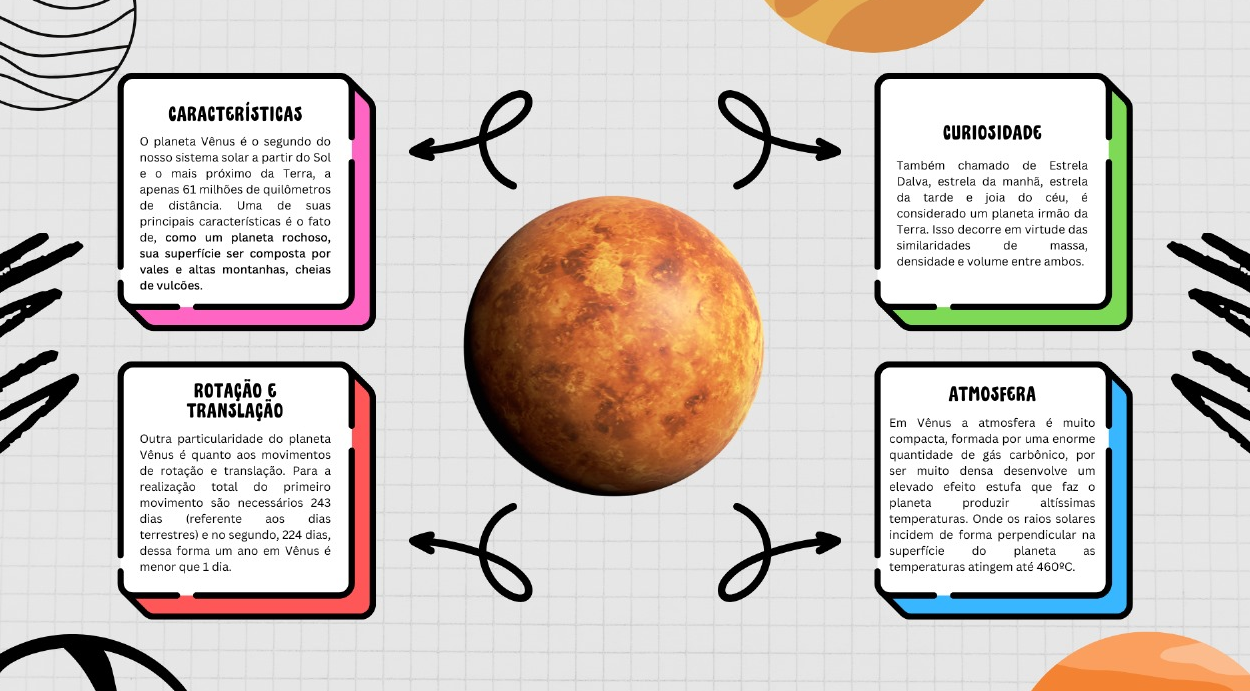 CARACTERÍSTICAS
O planeta Vênus é o segundo do
nosso sistema solar a partir do Sol
e o mais próximo da Terra, a
apenas 61 milhões de quilômetros
de distância. Uma de suas
principais características é o fato
de, como um planeta rochoso,
sua superfície ser composta por
vales e altas montanhas, cheias
de vulcões.
CURIOSIDADE
Também chamado de Estrela
Dalva, estrela da manhã, estrela
da tarde e joia do céu, é
considerado um planeta irmão da
Terra. Isso decorre em virtude das
similaridades de massa,
densidade e volume entre ambos.
ROTAÇÃO E
TRANSLAÇÃO
Outra particularidade do planeta
Vênus é quanto aos movimentos
de rotação e translação. Para a
realização total do primeiro
movimento são necessários 243
dias (referente aos dias
terrestres) e no segundo, 224 dias,
dessa forma um ano em Vênus é
menor que 1 dia.
ATMOSFERA
Em Vênus a atmosfera é muito
compacta, formada por uma enorme
quantidade de gás carbônico, por
ser muito densa desenvolve um
elevado efeito estufa que faz o
planeta produzir altíssimas
temperaturas. Onde os raios solares
incidem de forma perpendicular na
superfície do planeta as
temperaturas atingem até 460ºC.